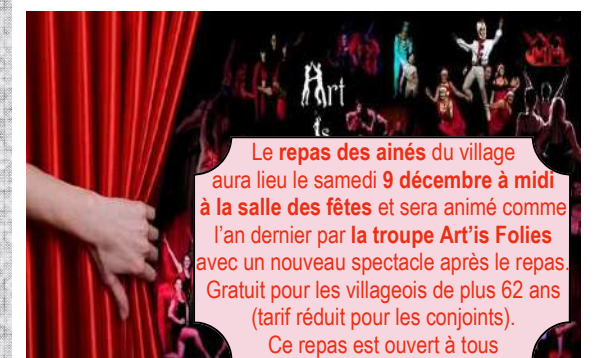 Art
is
Le repas des ainés du village
aura lieu le samedi 9 décembre à midi
à la salle des fêtes et sera animé comme
l'an dernier par la troupe Art'is Folies
avec un nouveau spectacle après le repas.
Gratuit pour les villageois de plus 62 ans
(tarif réduit pour les conjoints).
Ce repas est ouvert à tous